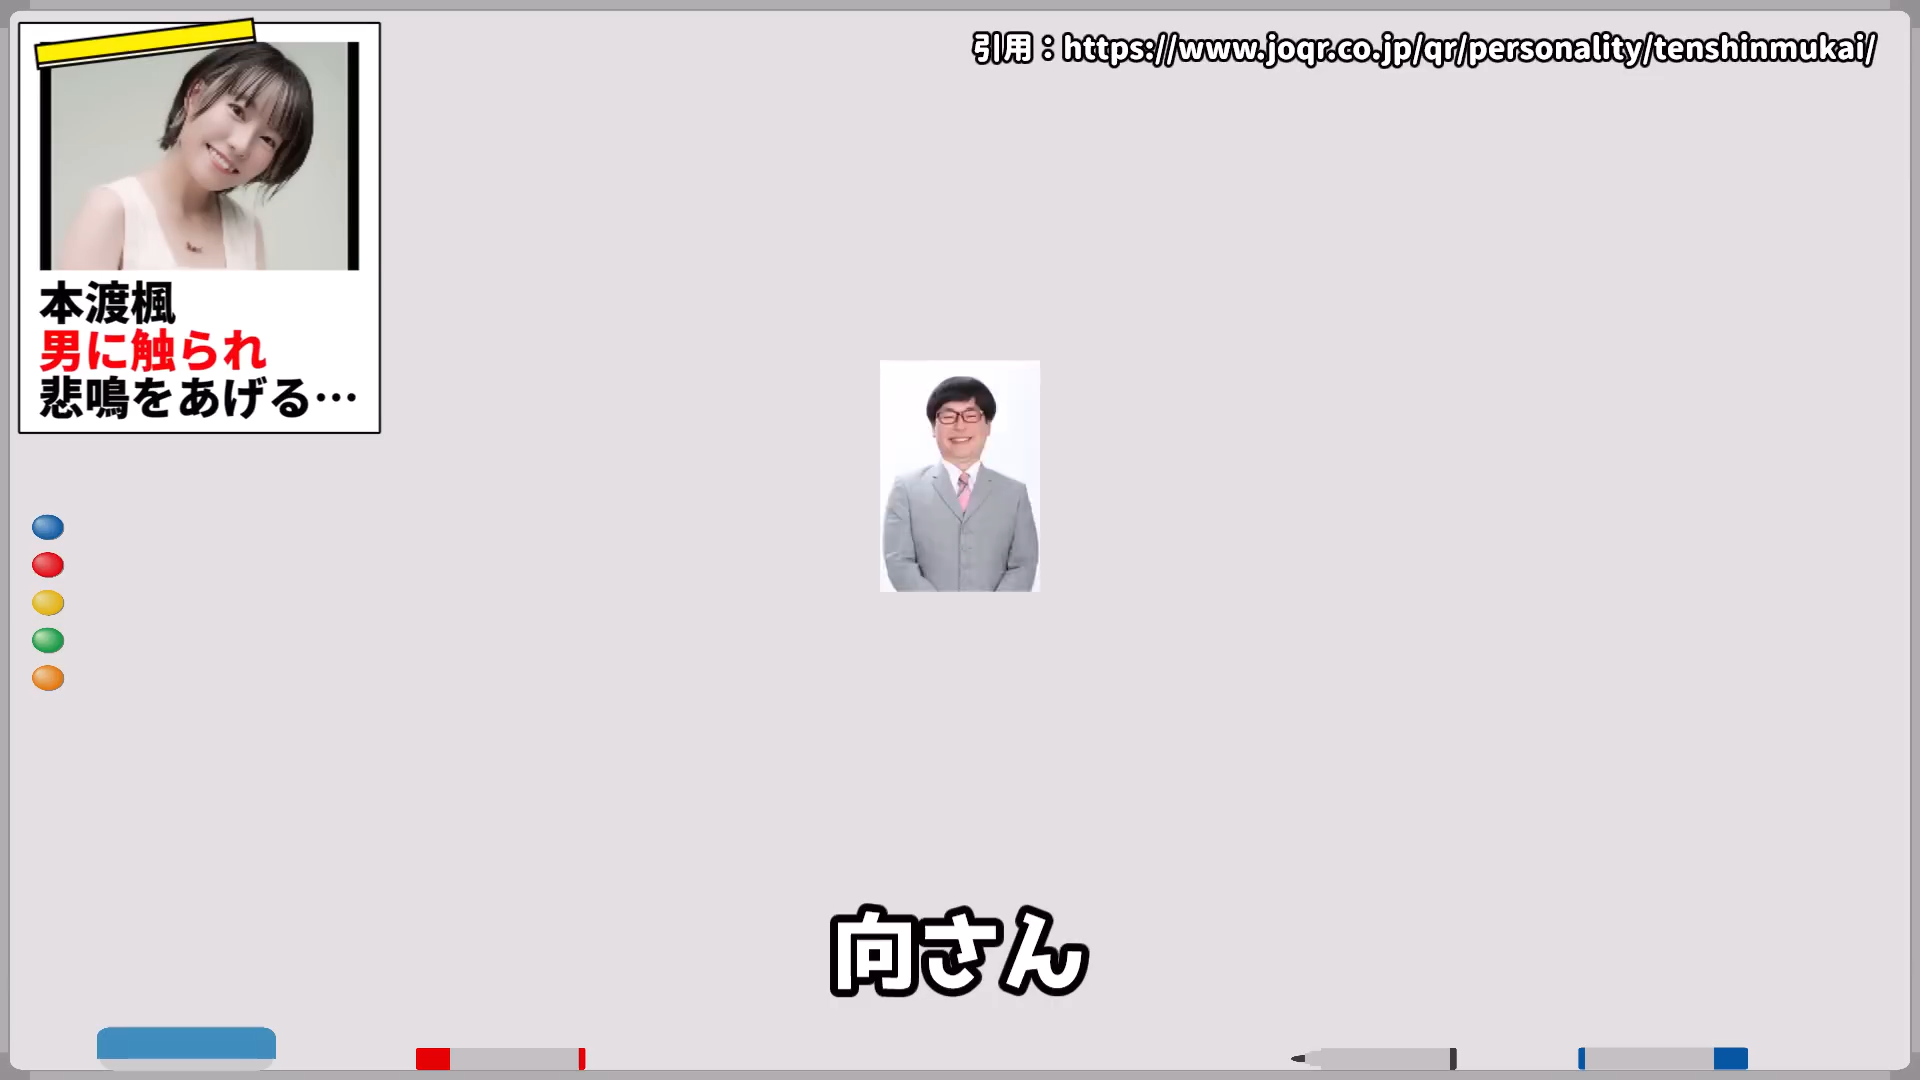 引用：https://www.joqr.co.jp/qr/personality/tenshinmukai/
本渡楓
男に触られ
悲鳴をあげる…
向さん